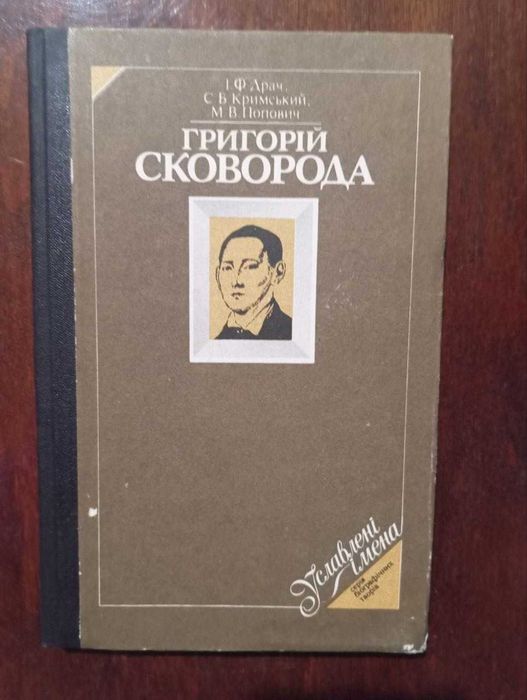 І. Ф. Драч,
С. Б. Кримський,
М. В. Попович
ГРИГОРІЙ
СКОВОРОДА
Уславлені
імена
серія
біографічних
творів